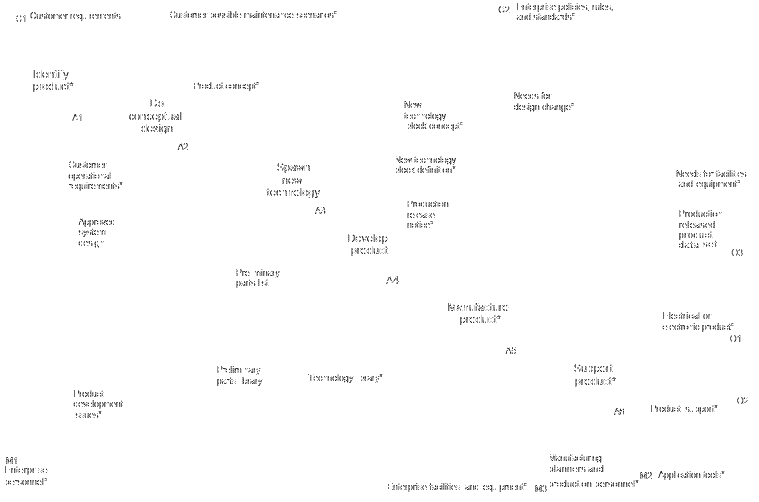 C1 Customer requirements
Customer possible maintenance scenarios*
C2 Enterprise policies, rules,
and standards*
Identify
product*
A1
Product concept*
Do
conceptual
design
A2
New
technology
block concept*
Needs for
design change*
Customer
operational
requirements*
Spawn
new
technology
A3
New technology
block definition*
Needs for facilities
and equipment*
Approved
system
design
Production
release
notice*
Production
released
product
data set
O3
Develop
product
A4
Preliminary
parts list
Manufacture
product*
A5
Electrical or
electronic product*
O1
Preliminary
parts library
Technology library*
Support
product*
A6
Product support*
O2
Product
development
issues*
M1
Enterprise
personnel*
Enterprise facilities and equipment*
M3
Manufacturing
planners and
production personnel*
M2 Application tools*